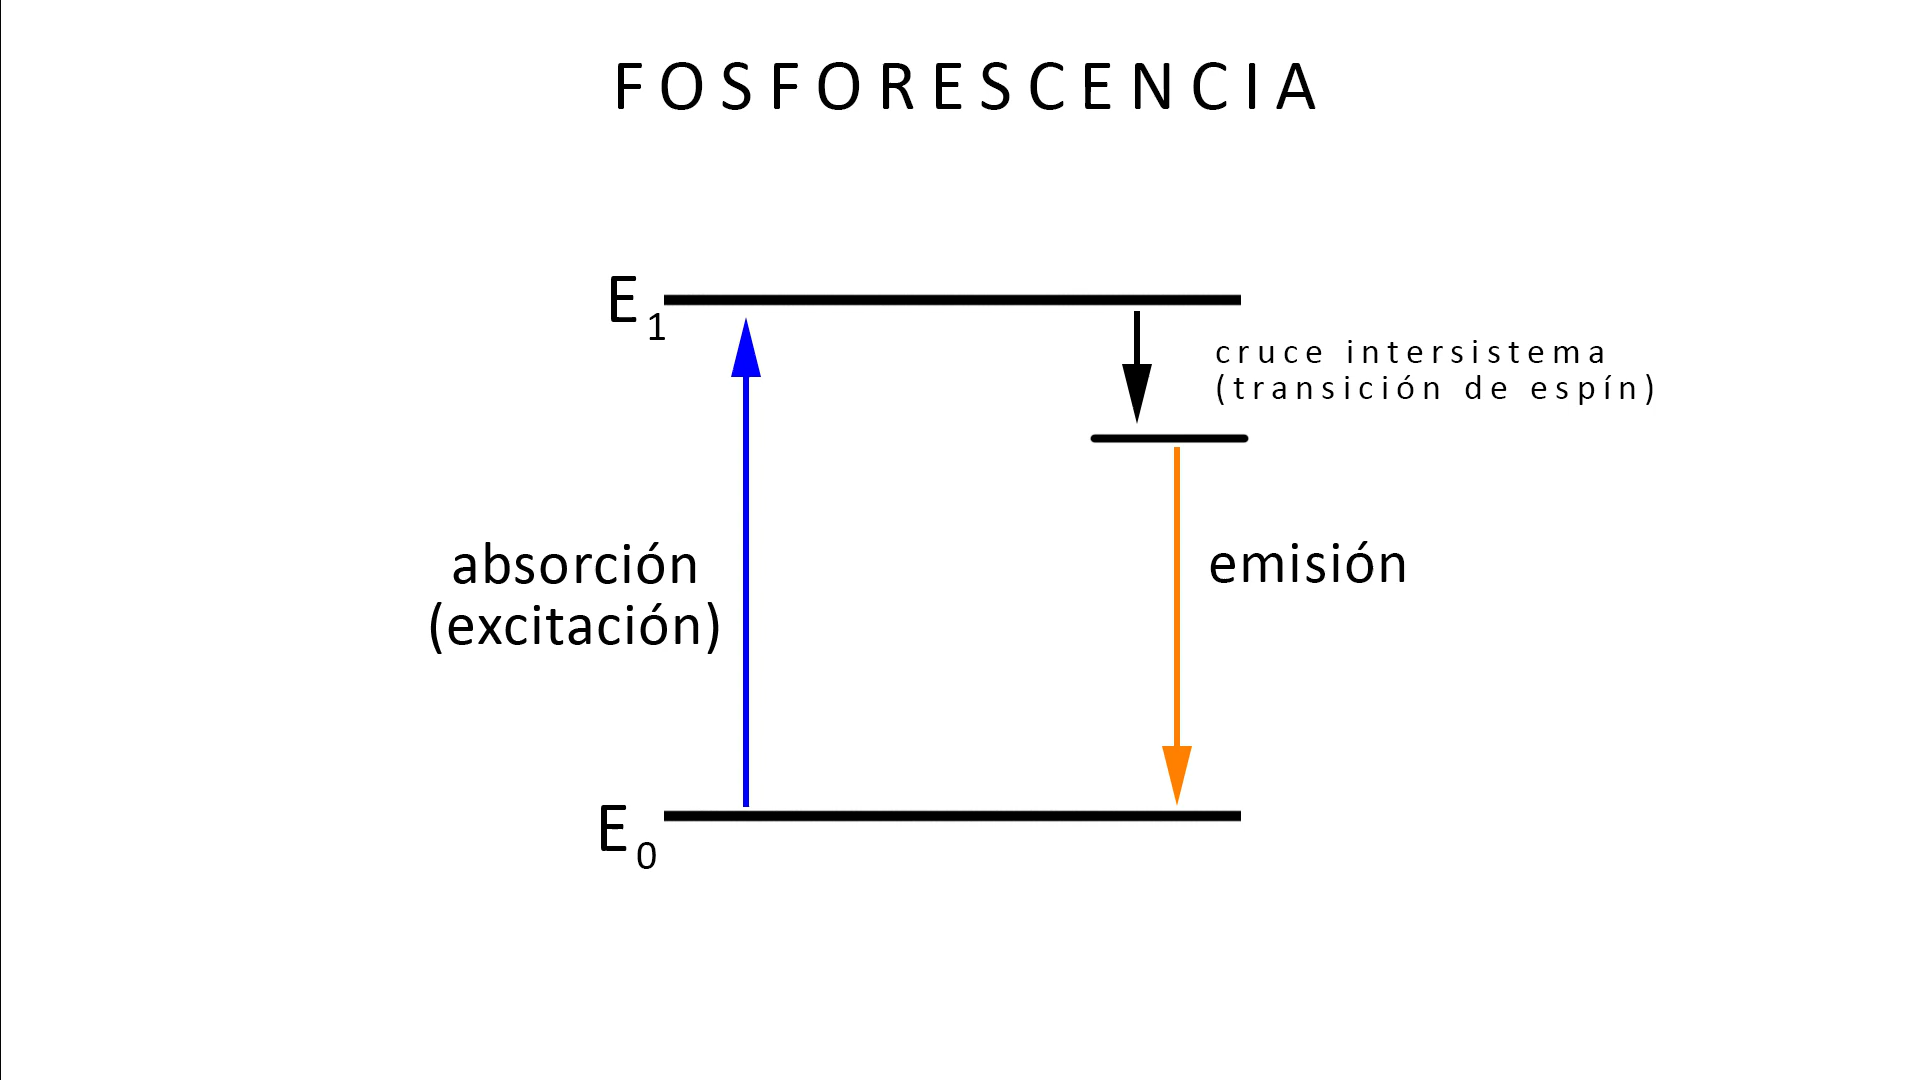 FOSFORESCENCIA
E1
cruce intersistema
(transición de espín)
absorción
(excitación)
emisión
E0